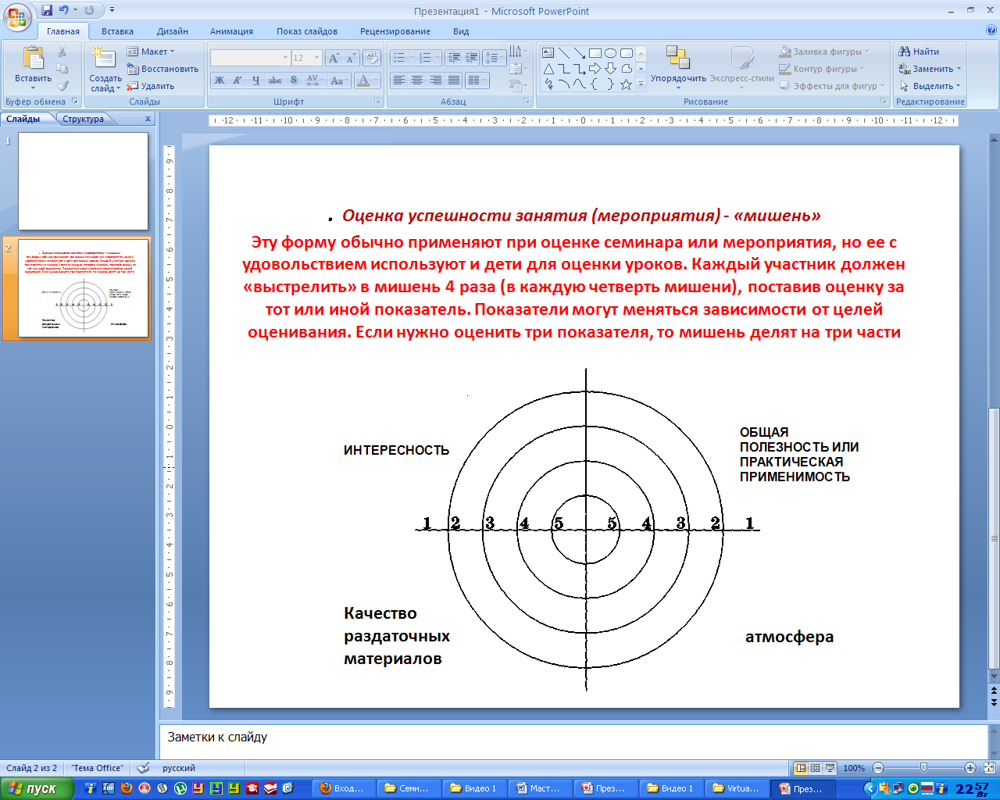 Презентация1 - Microsoft PowerPoint
Главная Вставка Дизайн Анимация Показ слайдов Рецензирование Вид
Вставить
Буфер обмена
Создать слайд
Макет
Восстановить
Удалить
Слайды
12
Ж К Ч abc S AV Aa А
Шрифт
Абзац
Упорядочить
Экспресс-стили
Заливка фигуры
Контур фигуры
Эффекты для фигур
Рисование
Найти
Заменить
Выделить
Редактирование
Слайды Структура x
1
2
·12· ·11· ·10· ·9· ·8· ·7· ·6· ·5· ·4· ·3· ·2· ·1· ·0· ·1· ·2· ·3· ·4· ·5· ·6· ·7· ·8· ·9· ·10· ·11· ·12·
. Оценка успешности занятия (мероприятия) - «мишень»
Эту форму обычно применяют при оценке семинара или мероприятия, но ее с
удовольствием используют и дети для оценки уроков. Каждый участник должен
«выстрелить» в мишень 4 раза (в каждую четверть мишени), поставив оценку за
тот или иной показатель. Показатели могут меняться зависимости от целей
оценивания. Если нужно оценить три показателя, то мишень делят на три части
ИНТЕРЕСНОСТЬ
ОБЩАЯ
ПОЛЕЗНОСТЬ ИЛИ
ПРАКТИЧЕСКАЯ
ПРИМЕНИМОСТЬ
1 2 3 4 5 5 4 3 2 1
Качество
раздаточных
материалов
атмосфера
Заметки к слайду
Слайд 2 из 2 "Тема Office" русский 100%
пуск Вход... Семи... Видео 1 Маст... През... Видео 1 Virtua... През... 22 57 Вт